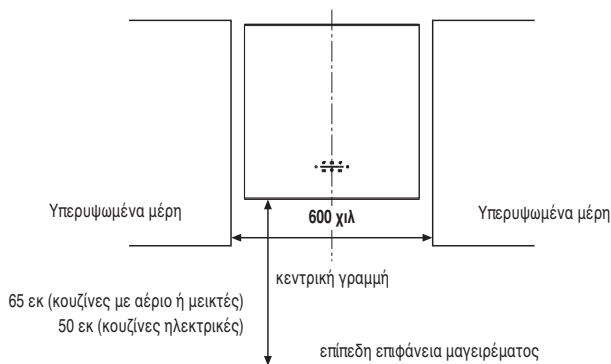 Υπερυψωμένα μέρη
600 χιλ
Υπερυψωμένα μέρη
κεντρική γραμμή
65 εκ (κουζίνες με αέριο ή μεικτές)
50 εκ (κουζίνες ηλεκτρικές)
επίπεδη επιφάνεια μαγειρέματος